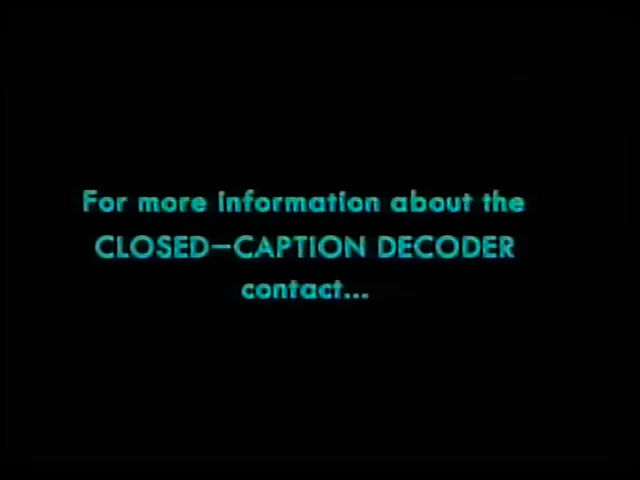 For more information about the
CLOSED—CAPTION DECODER
contact...